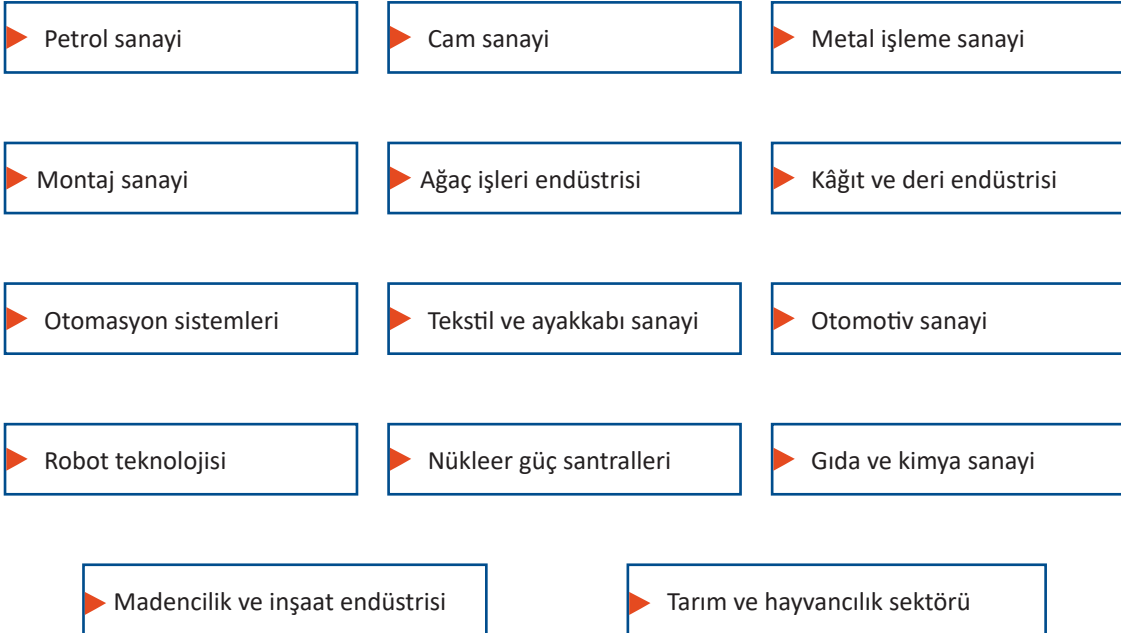 Petrol sanayi
Cam sanayi
Metal işleme sanayi
Montaj sanayi
Ağaç işleri endüstrisi
Kâğıt ve deri endüstrisi
Otomasyon sistemleri
Tekstil ve ayakkabı sanayi
Otomotiv sanayi
Robot teknolojisi
Nükleer güç santralleri
Gıda ve kimya sanayi
Madencilik ve inşaat endüstrisi
Tarım ve hayvancılık sektörü